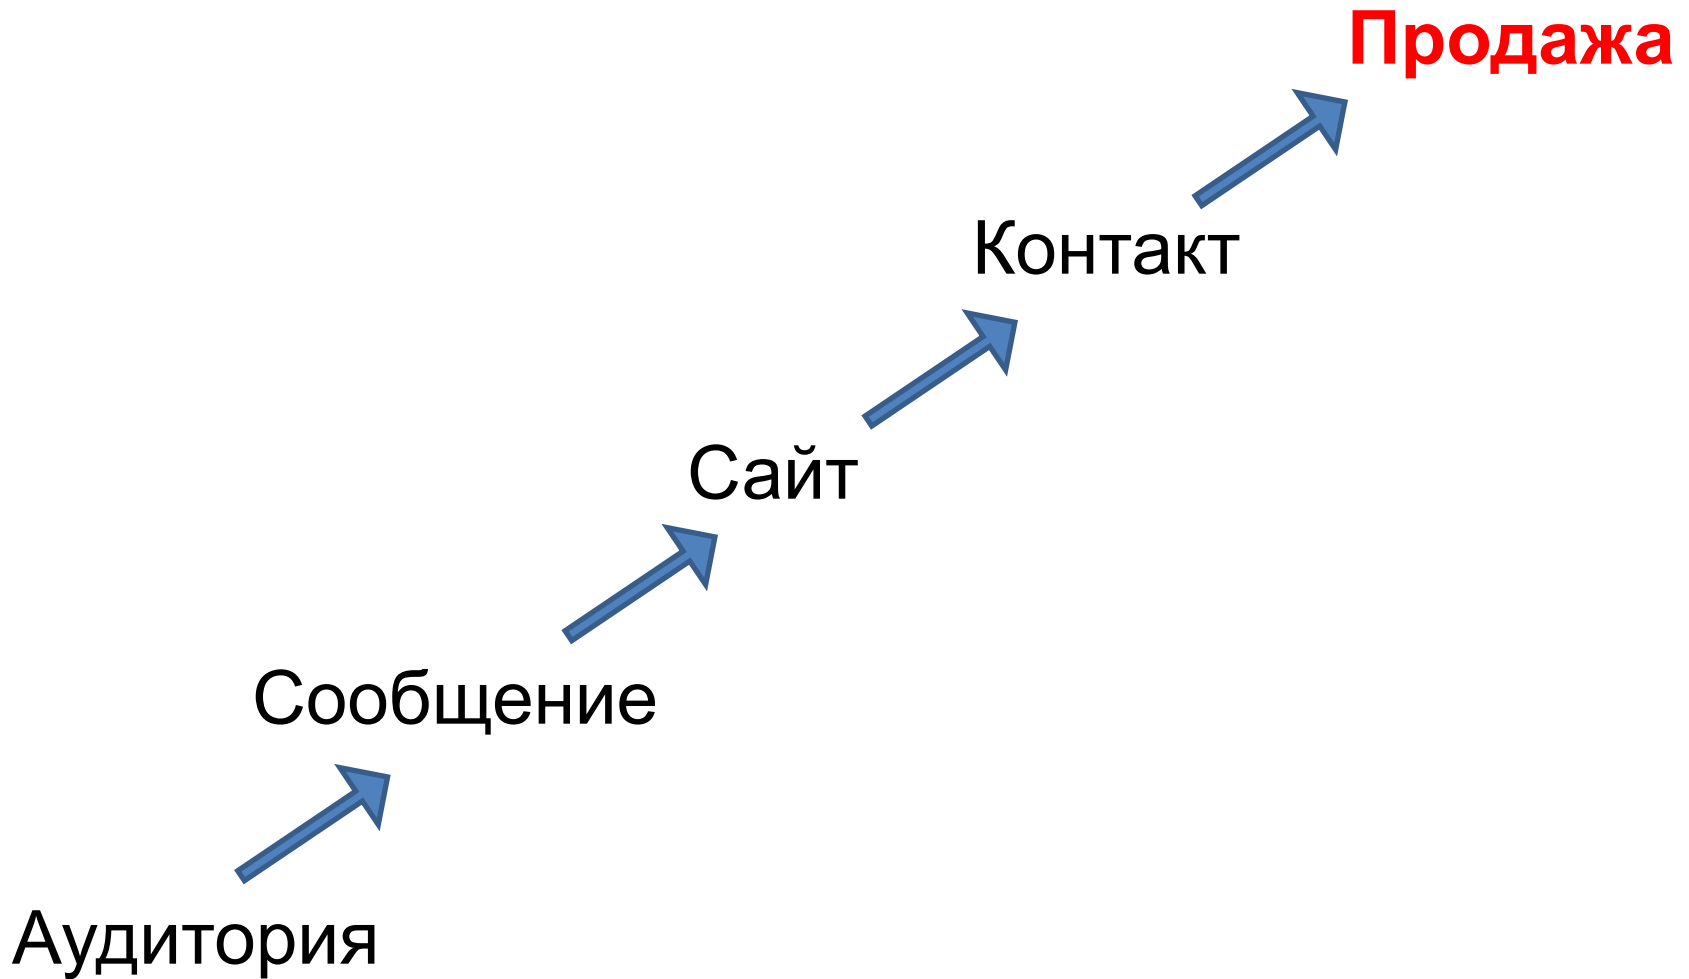 Продажа
Контакт
Сайт
Сообщение
Аудитория